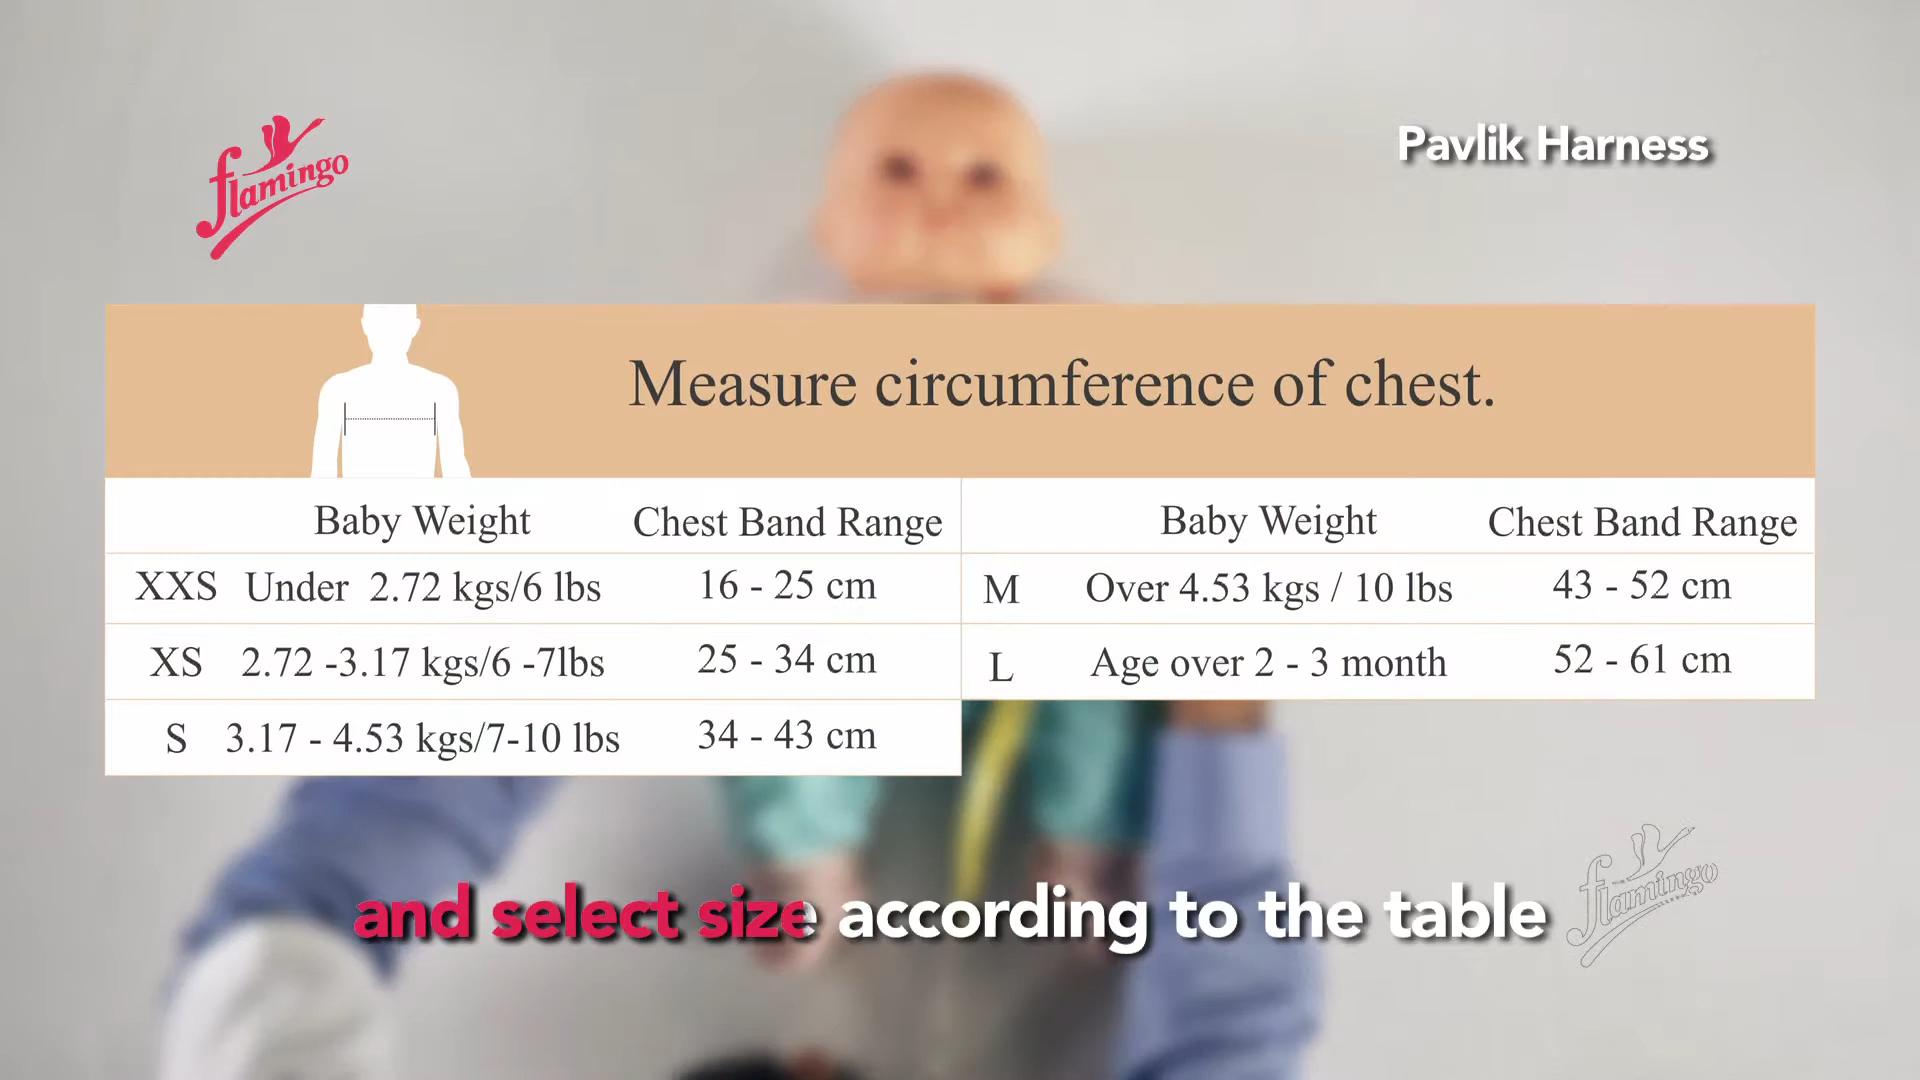 flamingo
Pavlik Harness
Measure circumference of chest.
Baby Weight Chest Band Range Baby Weight Chest Band Range
XXS Under 2.72 kgs/6 lbs 16 - 25 cm M Over 4.53 kgs / 10 lbs 43 - 52 cm
XS 2.72 -3.17 kgs/6 -7lbs 25 - 34 cm L Age over 2 - 3 month 52 - 61 cm
S 3.17 - 4.53 kgs/7-10 lbs 34 - 43 cm
and select size according to the table
flamingo